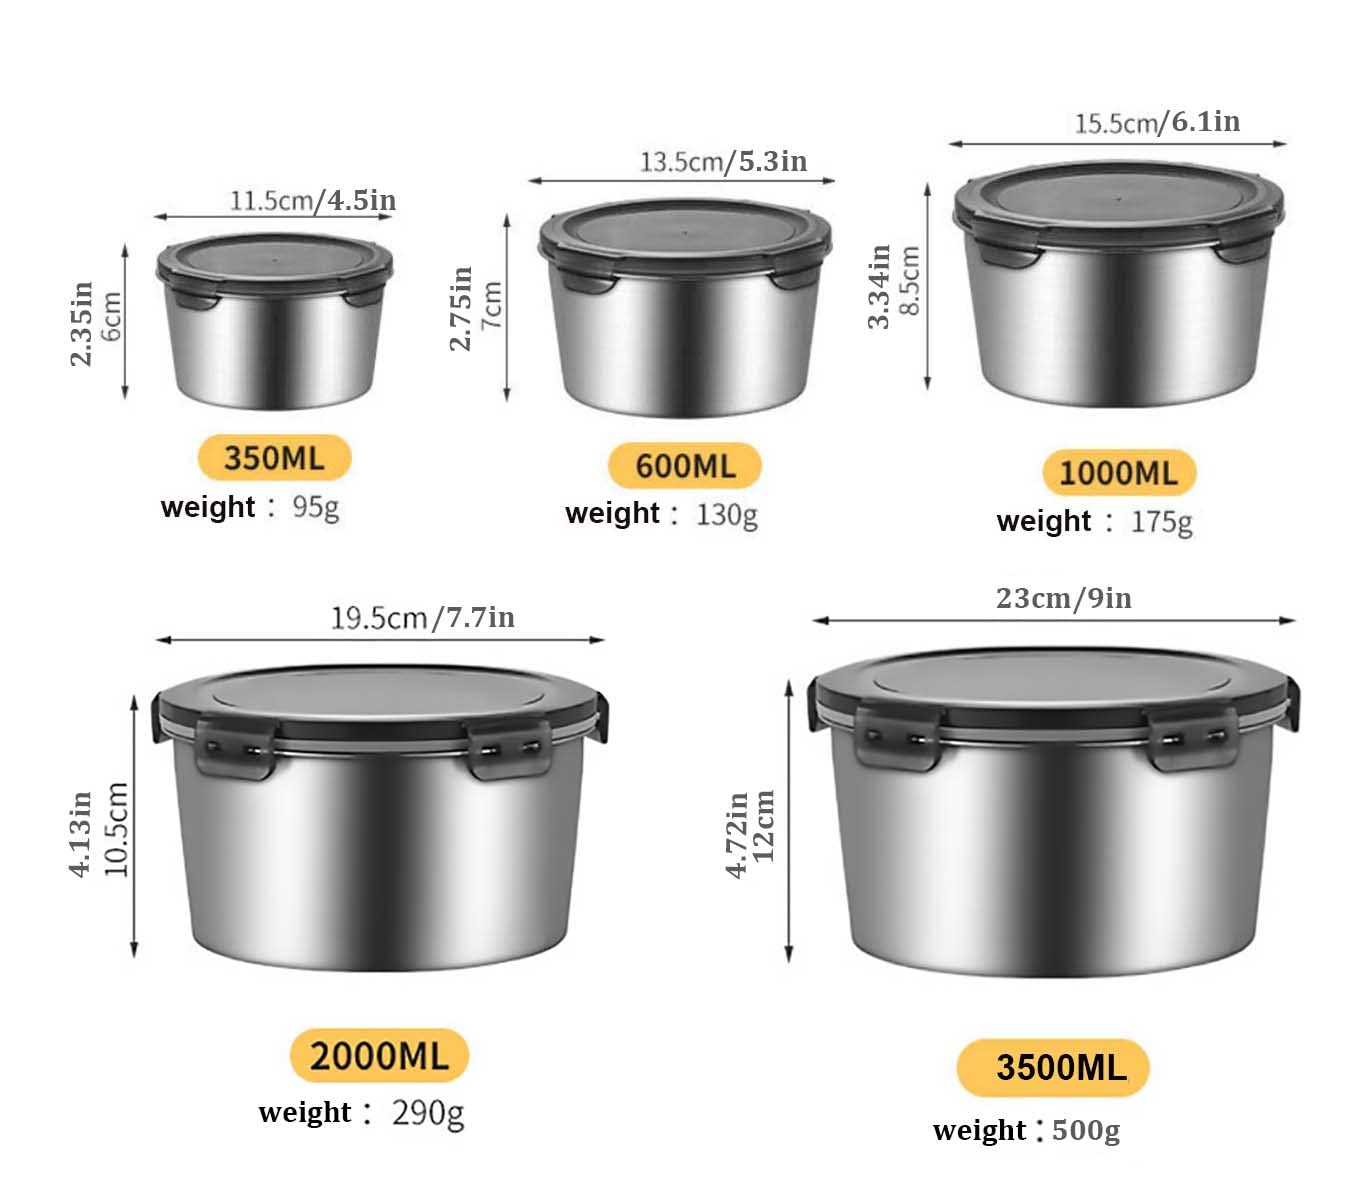 11.5cm/4.5in
2.35in
6cm
350ML
weight： 95g
13.5cm/5.3in
2.75in
7cm
600ML
weight： 130g
15.5cm/6.1in
3.34in
8.5cm
1000ML
weight： 175g
19.5cm/7.7in
4.13in
10.5cm
2000ML
weight： 290g
23cm/9in
4.72in
12cm
3500ML
weight：500g